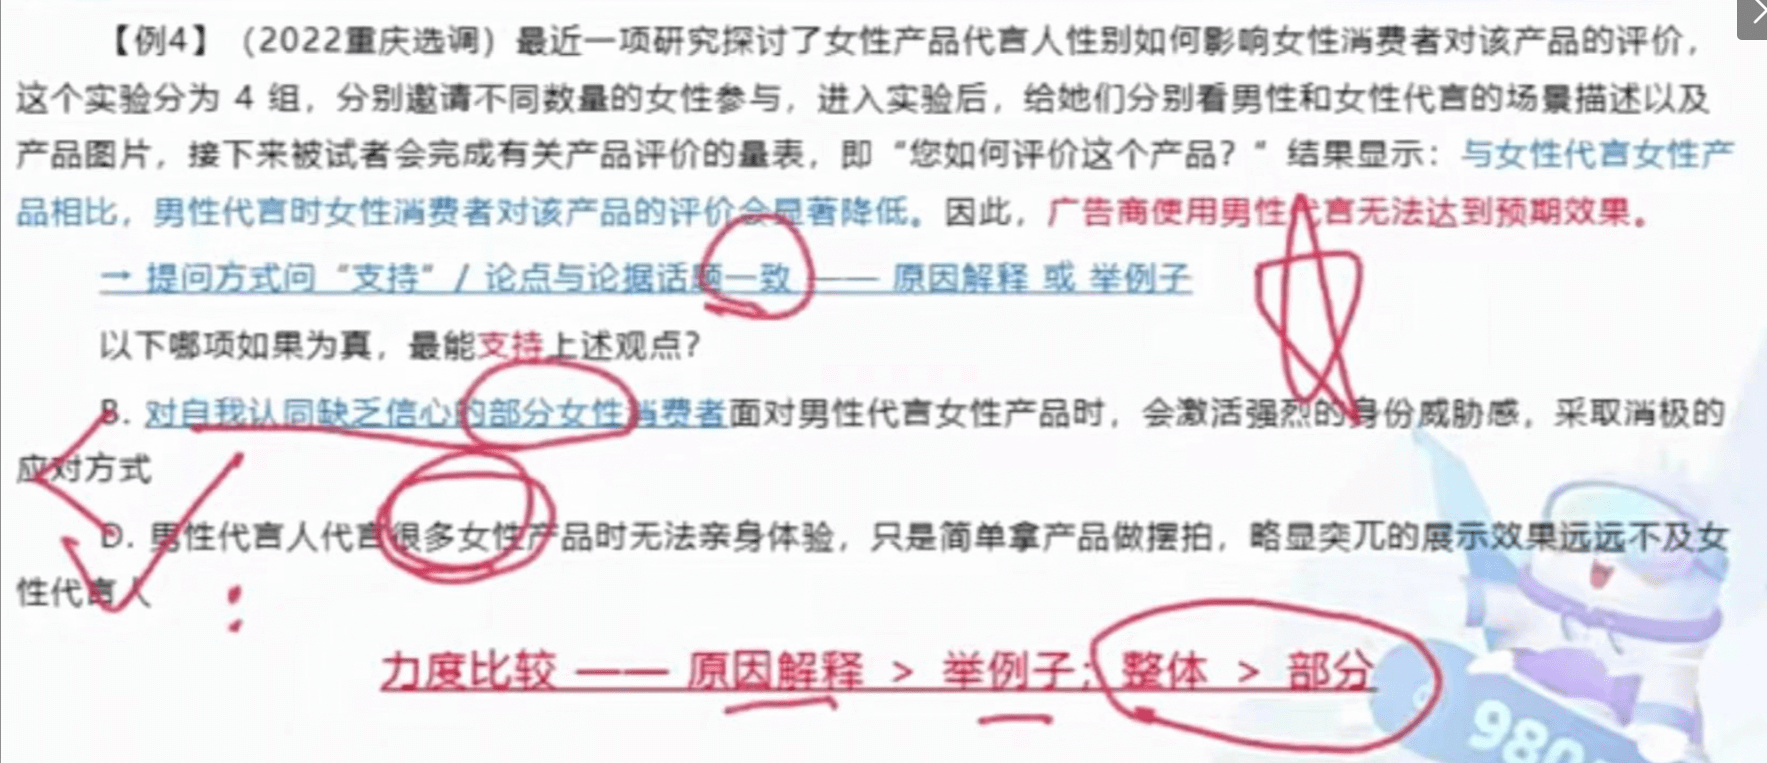 【例4】（2022重庆选调）最近一项研究探讨了女性产品代言人性别如何影响女性消费者对该产品的评价，
这个实验分为 4 组，分别邀请不同数量的女性参与，进入实验后，给她们分别看男性和女性代言的场景描述以及
产品图片，接下来被试者会完成有关产品评价的量表，即“您如何评价这个产品？”结果显示：与女性代言女性产
品相比，男性代言时女性消费者对该产品的评价会显著降低。因此，广告商使用男性代言无法达到预期效果。
→ 提问方式问“支持”/ 论点与论据话题一致 —— 原因解释 或 举例子
以下哪项如果为真，最能支持上述观点？
B. 对自我认同缺乏信心的部分女性消费者面对男性代言女性产品时，会激活强烈的身份威胁感，采取消极的
应对方式
D. 男性代言人代言很多女性产品时无法亲身体验，只是简单拿产品做摆拍，略显突兀的展示效果远远不及女
性代言人
力度比较 —— 原因解释 > 举例子；整体 > 部分
980